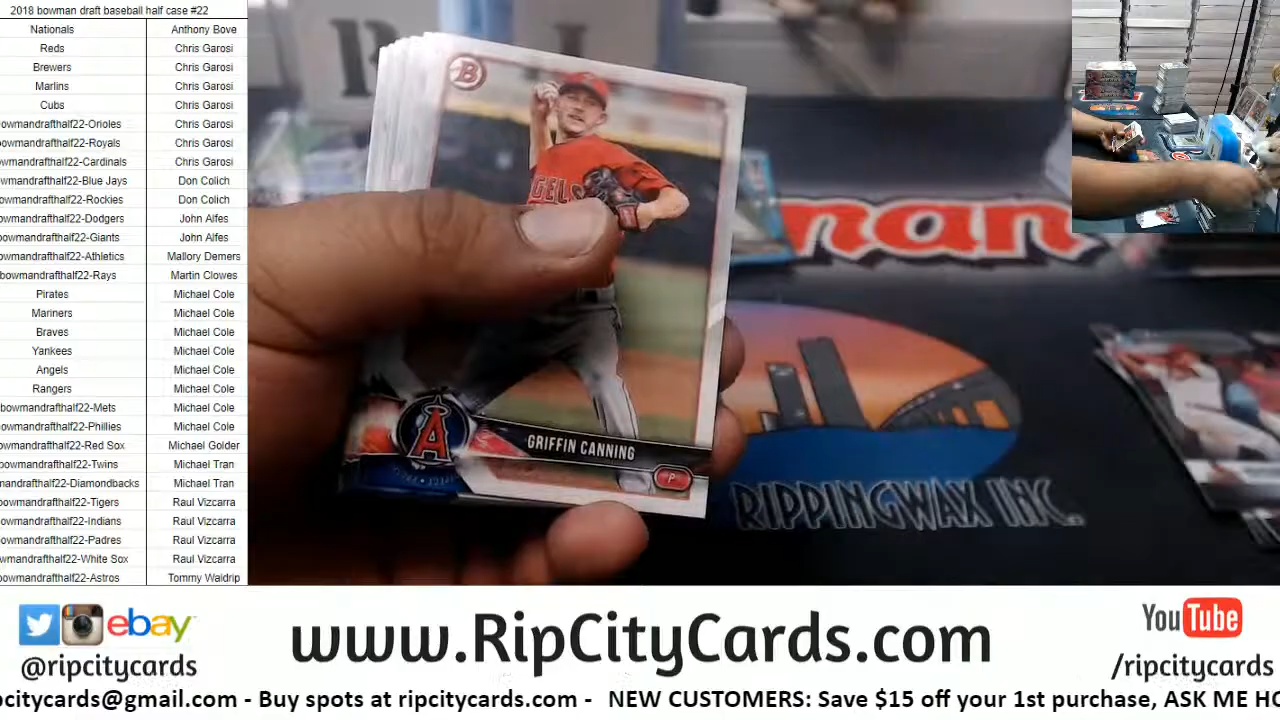 2018 bowman draft baseball half case #22
Nationals Anthony Bove
Reds Chris Garosi
Brewers Chris Garosi
Marlins Chris Garosi
Cubs Chris Garosi
owmandrafthalf22-Orioles Chris Garosi
owmandrafthalf22-Royals Chris Garosi
wmandrafthalf22-Cardinals Chris Garosi
wmandrafthalf22-Blue Jays Don Colich
owmandrafthalf22-Rockies Don Colich
owmandrafthalf22-Dodgers John Alfes
owmandrafthalf22-Giants John Alfes
owmandrafthalf22-Athletics Mallory Demers
bowmandrafthalf22-Rays Martin Clowes
Pirates Michael Cole
Mariners Michael Cole
Braves Michael Cole
Yankees Michael Cole
Angels Michael Cole
Rangers Michael Cole
bowmandrafthalf22-Mets Michael Cole
owmandrafthalf22-Phillies Michael Cole
owmandrafthalf22-Red Sox Michael Golder
owmandrafthalf22-Twins Michael Tran
mandrafthalf22-Diamondbacks Michael Tran
owmandrafthalf22-Tigers Raul Vizcarra
owmandrafthalf22-Indians Raul Vizcarra
owmandrafthalf22-Padres Raul Vizcarra
wmandrafthalf22-White Sox Raul Vizcarra
owmandrafthalf22-Astros Tommy Waidrip
B
GELS
A
GRIFFIN CANNING
P
man
RIPPINGWAX INC.
ebay
@ripcitycards
www.RipCityCards.com
YouTube
/ripcitycards
pcitycards@gmail.com - Buy spots at ripcitycards.com - NEW CUSTOMERS: Save $15 off your 1st purchase, ASK ME HO